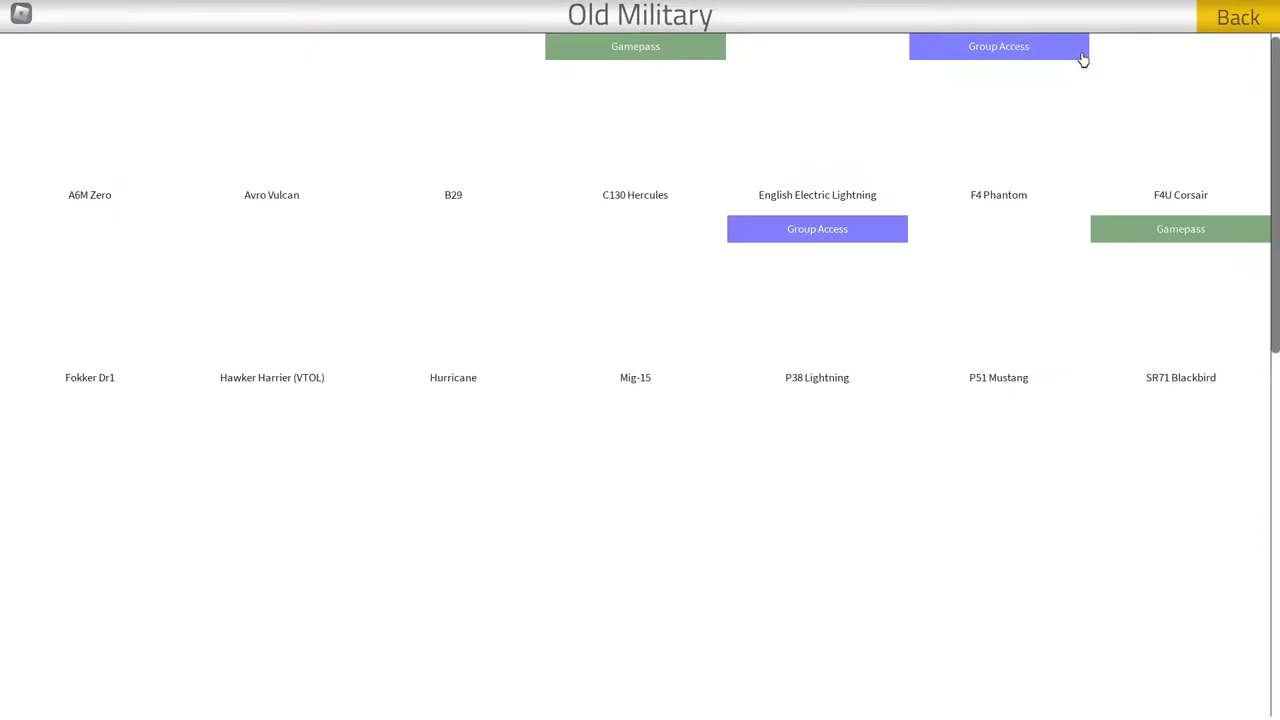 Old Military
Back
Gamepass
Group Access
A6M Zero
Avro Vulcan
B29
C130 Hercules
English Electric Lightning
F4 Phantom
F4U Corsair
Group Access
Gamepass
Fokker Dr1
Hawker Harrier (VTOL)
Hurricane
Mig-15
P38 Lightning
P51 Mustang
SR71 Blackbird